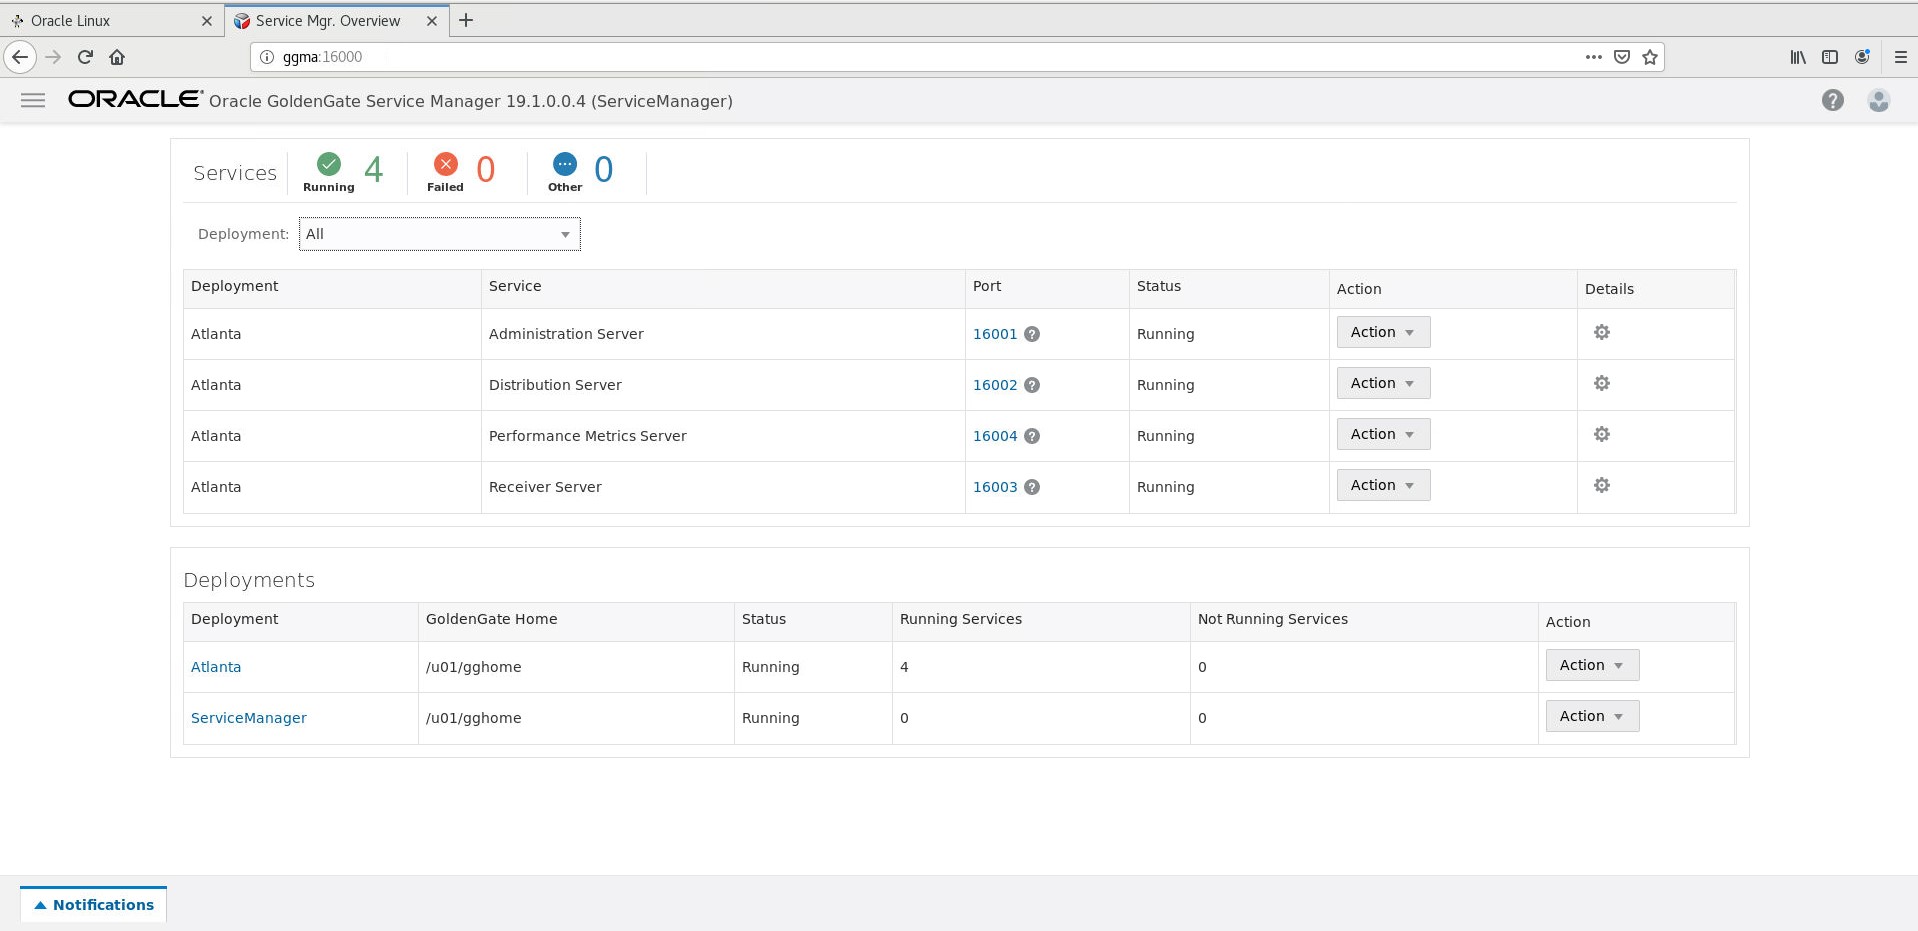 Oracle Linux
Service Mgr. Overview
ggma:16000
ORACLE® Oracle GoldenGate Service Manager 19.1.0.0.4 (ServiceManager)
Services Running 4 Failed 0 Other 0
Deployment: All
Deployment Service Port Status Action Details
Atlanta Administration Server 16001 Running Action
Atlanta Distribution Server 16002 Running Action
Atlanta Performance Metrics Server 16004 Running Action
Atlanta Receiver Server 16003 Running Action
Deployments
Deployment GoldenGate Home Status Running Services Not Running Services Action
Atlanta /u01/gghome Running 4 0 Action
ServiceManager /u01/gghome Running 0 0 Action
Notifications